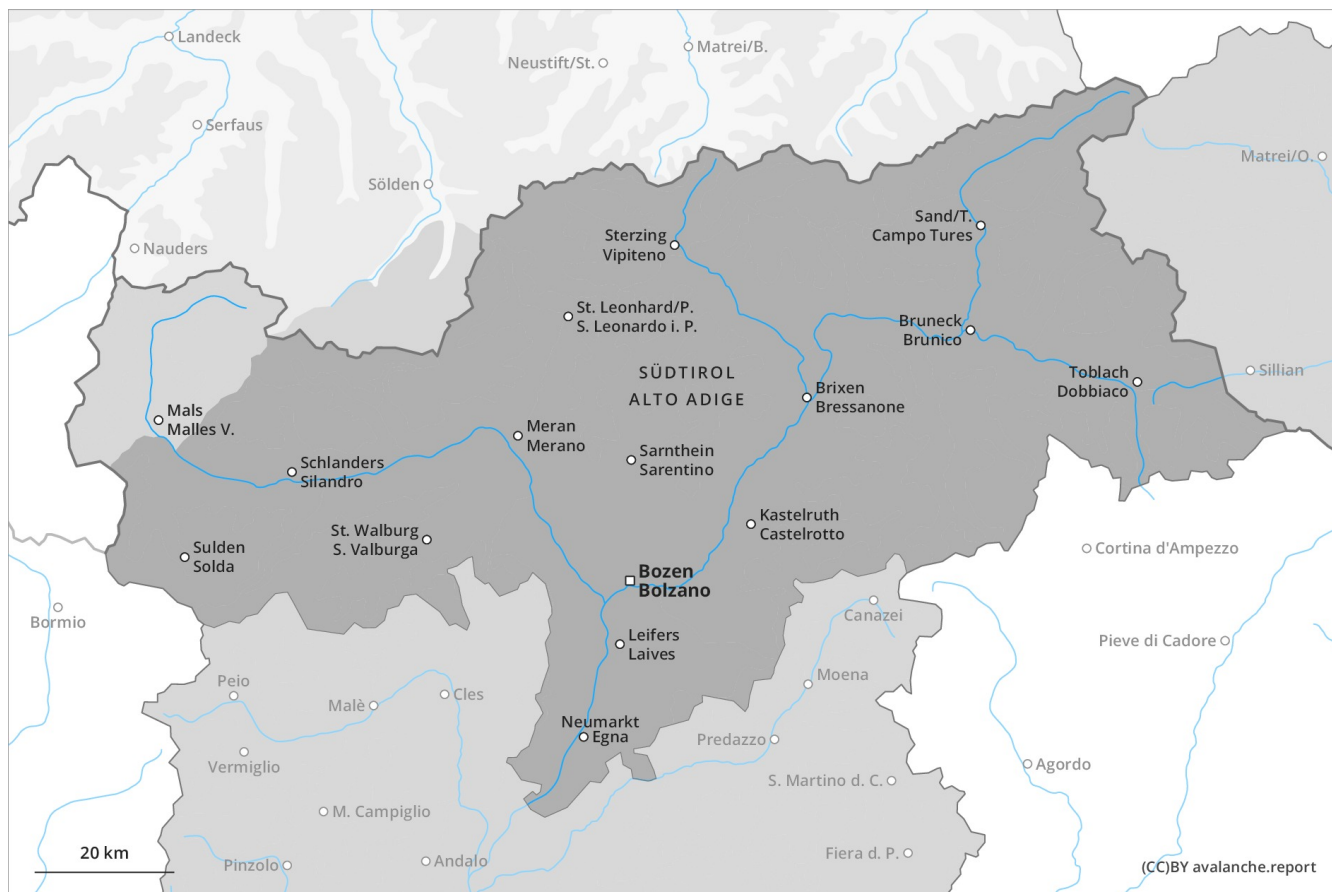 Landeck
Matrei/B.
Neustift/St.
Serfaus
Matrei/O.
Sölden
Sand/T.
Campo Tures
Nauders
Sterzing
Vipiteno
St. Leonhard/P.
S. Leonardo i. P.
Bruneck
Brunico
SÜDTIROL
ALTO ADIGE
Toblach
Dobbiaco
Sillian
Brixen
Bressanone
Mals
Malles V.
Meran
Merano
Sarnthein
Sarentino
Schlanders
Silandro
Kastelruth
Castelrotto
St. Walburg
S. Valburga
Sulden
Solda
Cortina d'Ampezzo
Bozen
Bolzano
Bormio
Canazei
Leifers
Laives
Pieve di Cadore
Moena
Peio
Malè
Cles
Neumarkt
Egna
Predazzo
Vermiglio
Agordo
S. Martino d. C.
M. Campiglio
20 km
Pinzolo
Andalo
Fiera d. P.
(CC)BY avalanche.report